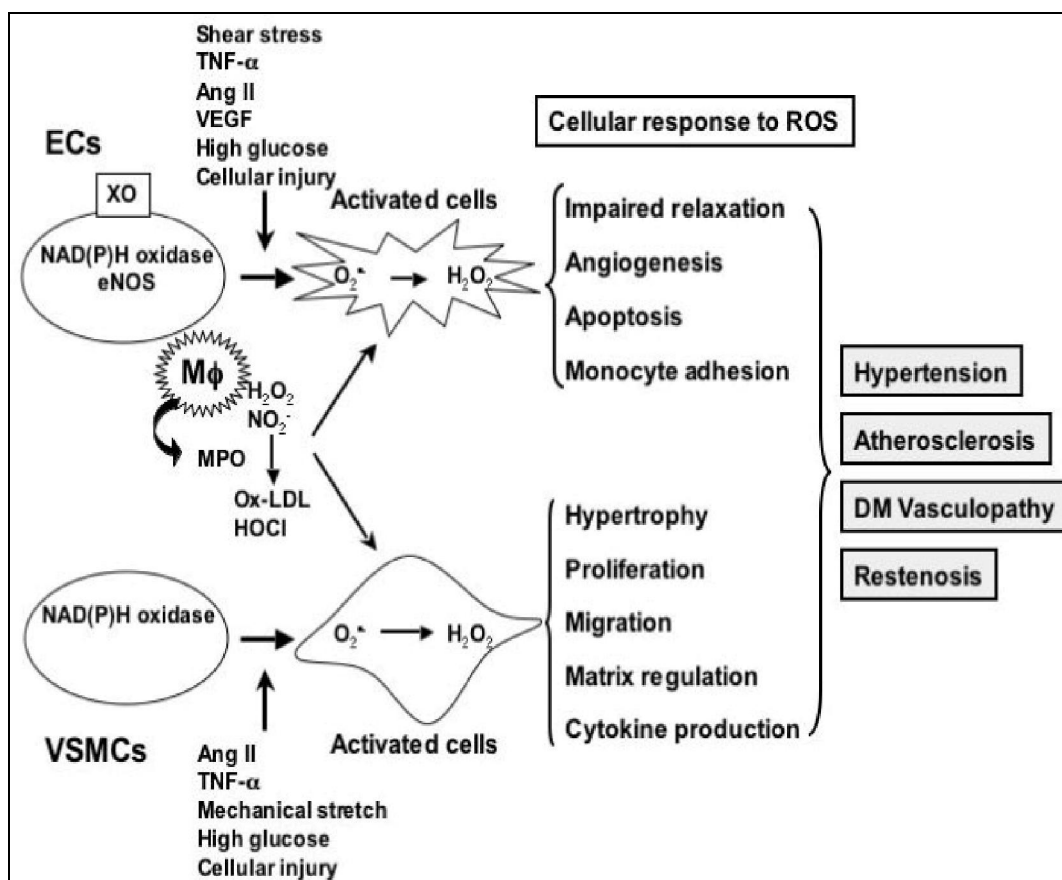 Shear stress
TNF-α
Ang II
VEGF
High glucose
Cellular injury
ECs
XO
NAD(P)H oxidase
eNOS
Activated cells
O₂•- → H₂O₂
Cellular response to ROS
Impaired relaxation
Angiogenesis
Apoptosis
Monocyte adhesion
Mϕ
H₂O₂
NO₂⁻
MPO
Ox-LDL
HOCl
NAD(P)H oxidase
VSMCs
O₂•- → H₂O₂
Activated cells
Ang II
TNF-α
Mechanical stretch
High glucose
Cellular injury
Hypertrophy
Proliferation
Migration
Matrix regulation
Cytokine production
Hypertension
Atherosclerosis
DM Vasculopathy
Restenosis